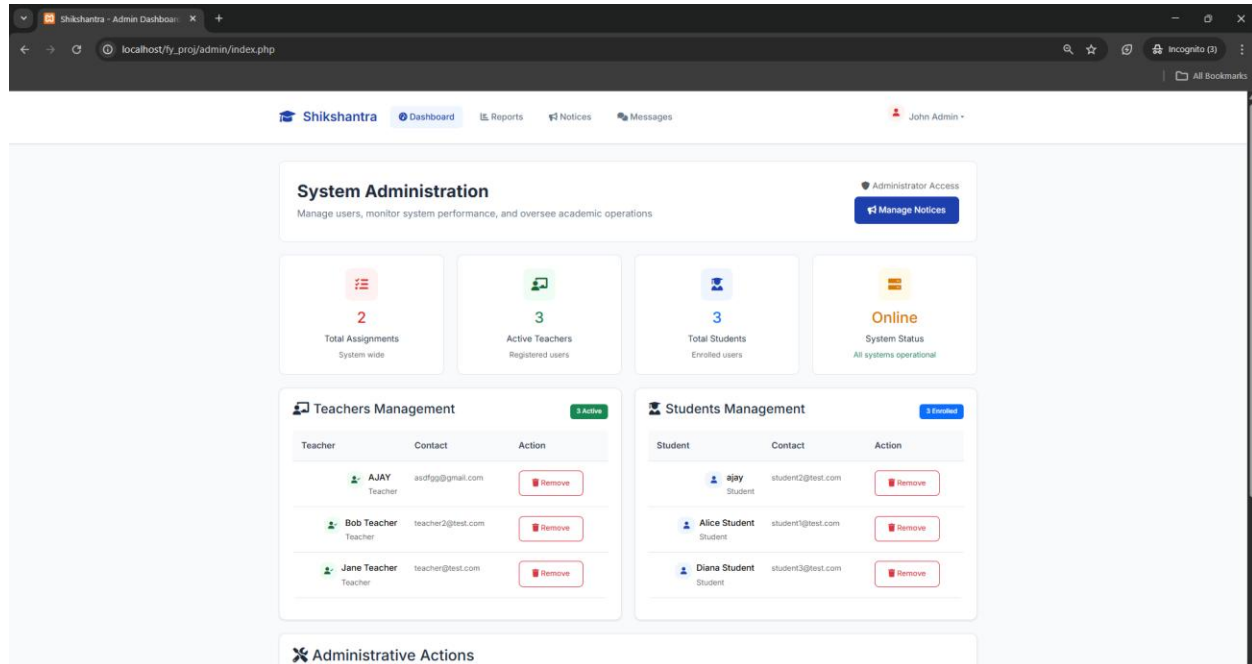 Shikshantra - Admin Dashboard
localhost/fy_proj/admin/index.php
Incognito (3)
All Bookmarks
Shikshantra Dashboard Reports Notices Messages John Admin
System Administration
Manage users, monitor system performance, and oversee academic operations
Administrator Access
Manage Notices
2
Total Assignments
System wide
3
Active Teachers
Registered users
3
Total Students
Enrolled users
Online
System Status
All systems operational
Teachers Management 3 Active
Teacher Contact Action
AJAY asdfgg@gmail.com Remove
Teacher
Bob Teacher teacher2@test.com Remove
Teacher
Jane Teacher teacher@test.com Remove
Teacher
Students Management 3 Enrolled
Student Contact Action
ajay student2@test.com Remove
Student
Alice Student student1@test.com Remove
Student
Diana Student student3@test.com Remove
Student
Administrative Actions